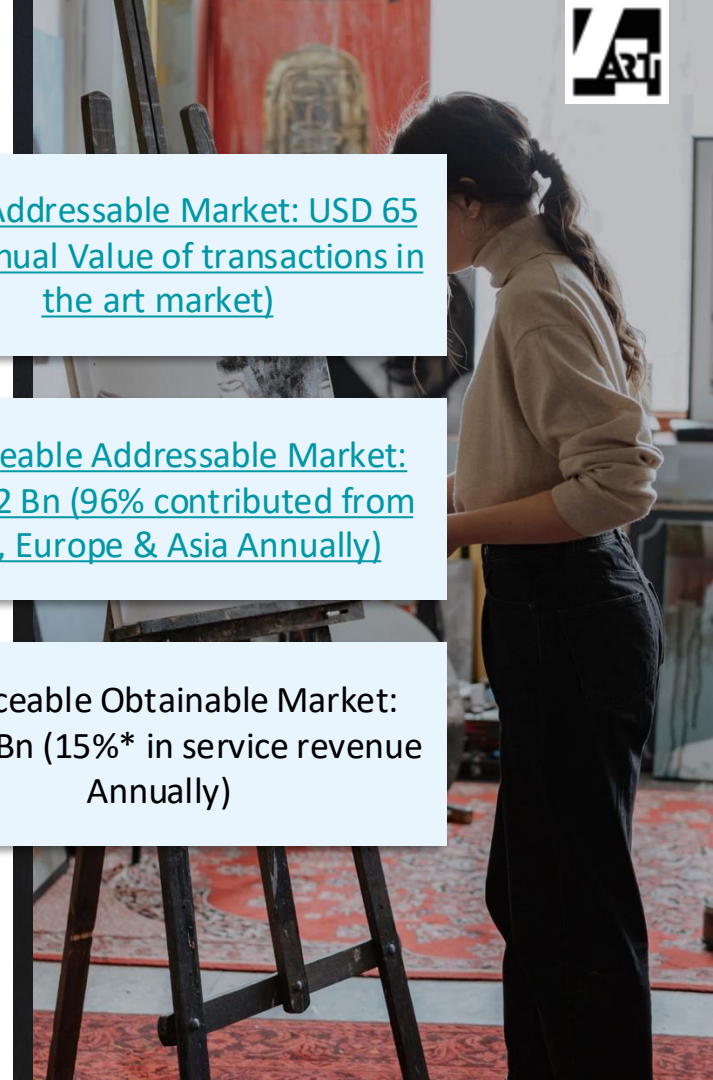 ART
Addressable Market: USD 65
nual Value of transactions in
the art market)
eable Addressable Market:
2 Bn (96% contributed from
, Europe & Asia Annually)
ceable Obtainable Market:
Bn (15%* in service revenue
Annually)